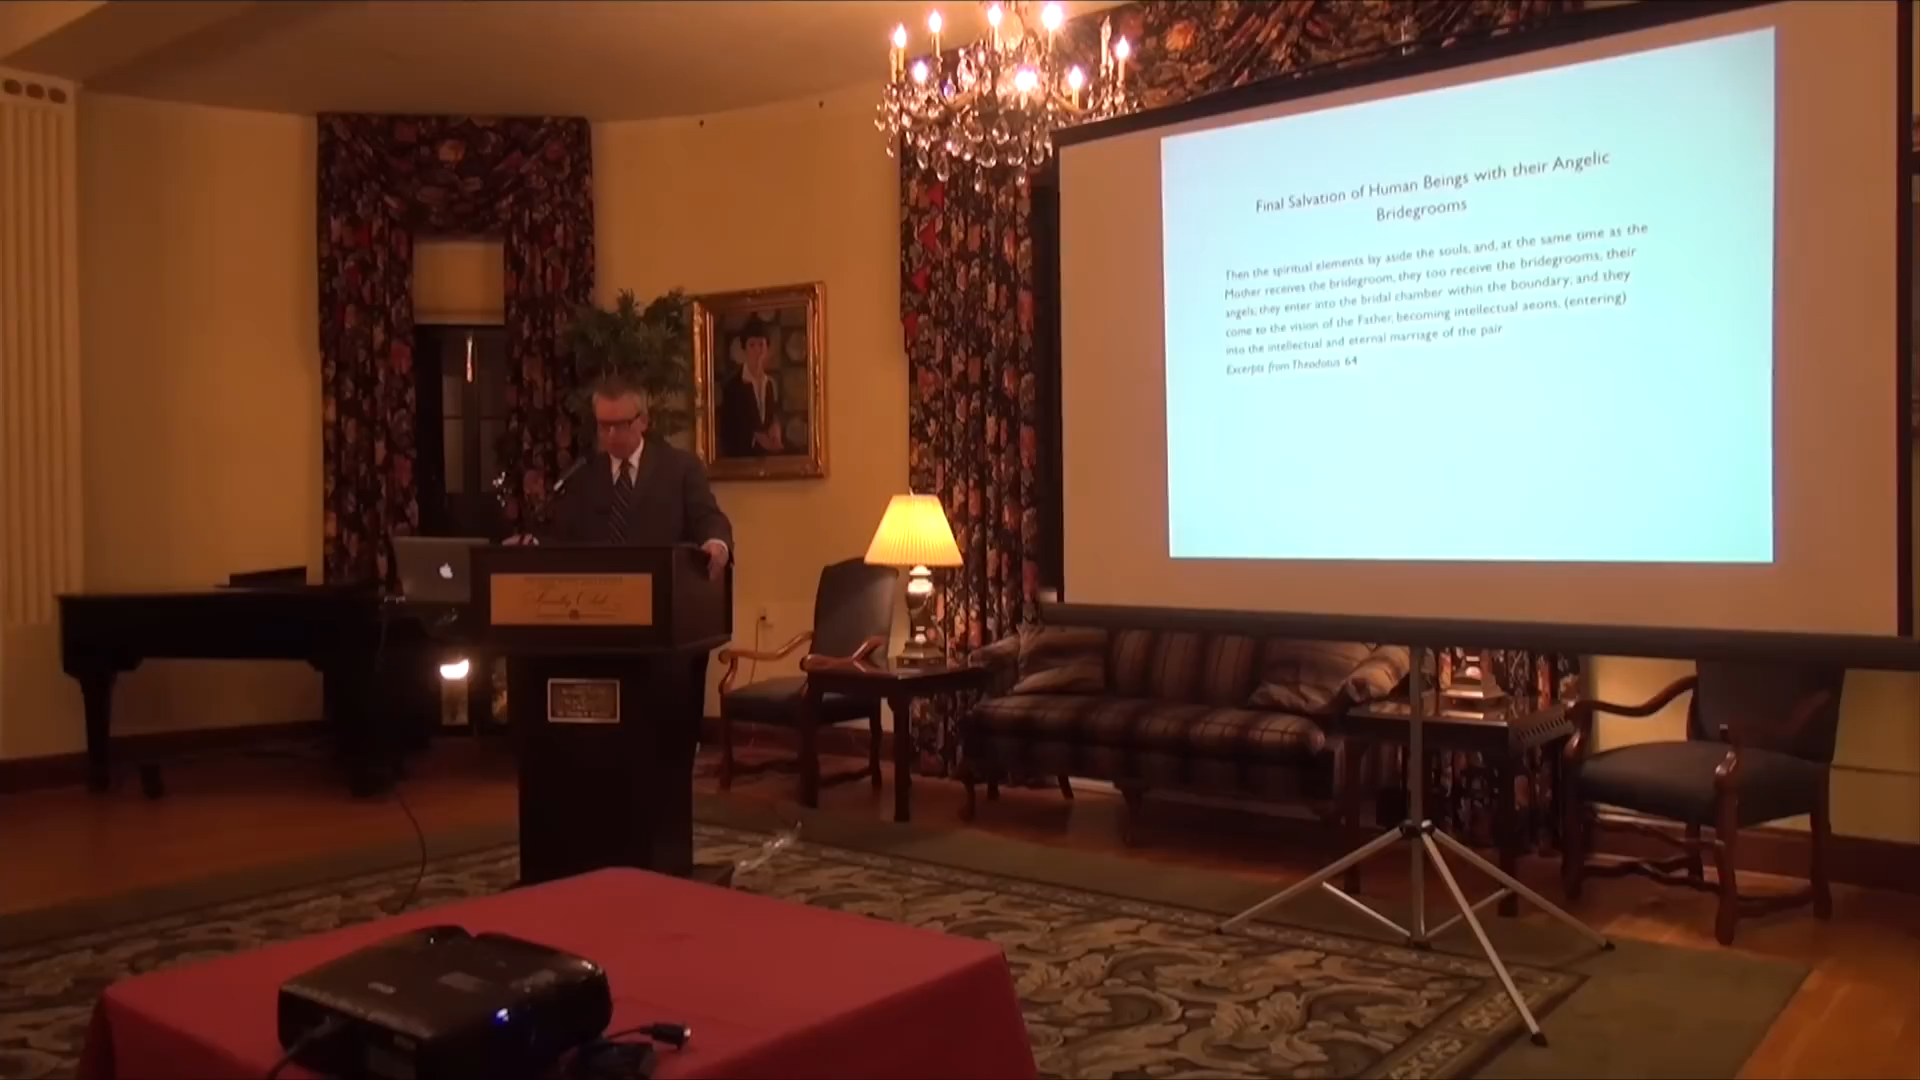 Final Salvation of Human Beings with their Angelic
Bridegrooms
Then the spiritual elements lay aside the souls, and, at the same time as the
Mother receives the bridegroom, they too receive the bridegrooms, their
angels; they enter into the bridal chamber within the boundary; and they
come to the vision of the Father, becoming intellectual aeons, (entering)
into the intellectual and eternal marriage of the pair
Excerpts from Theodotus 64
Faculty Club